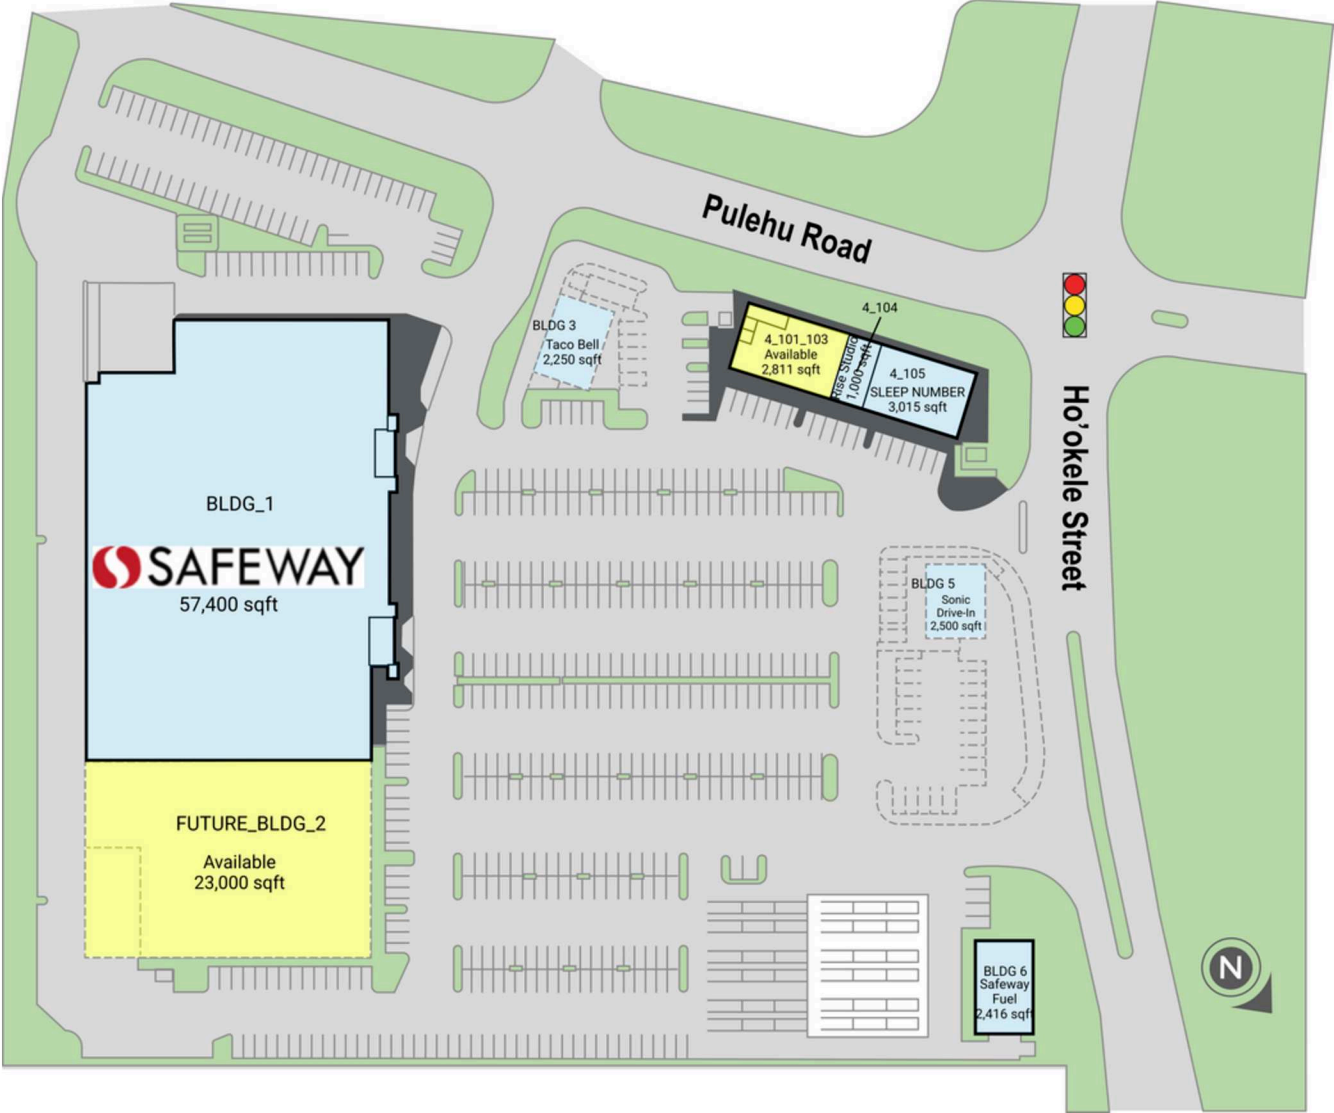 Pulehu Road
4_104
BLDG 3
Taco Bell
2,250 sqft
4_101_103
Available
2,811 sqft
Rise Studio
1,000 sqft
4_105
SLEEP NUMBER
3,015 sqft
Ho'okele Street
BLDG_1
SAFEWAY
57,400 sqft
BLDG 5
Sonic
Drive-In
2,500 sqft
FUTURE_BLDG_2
Available
23,000 sqft
BLDG 6
Safeway
Fuel
2,416 sqft
N